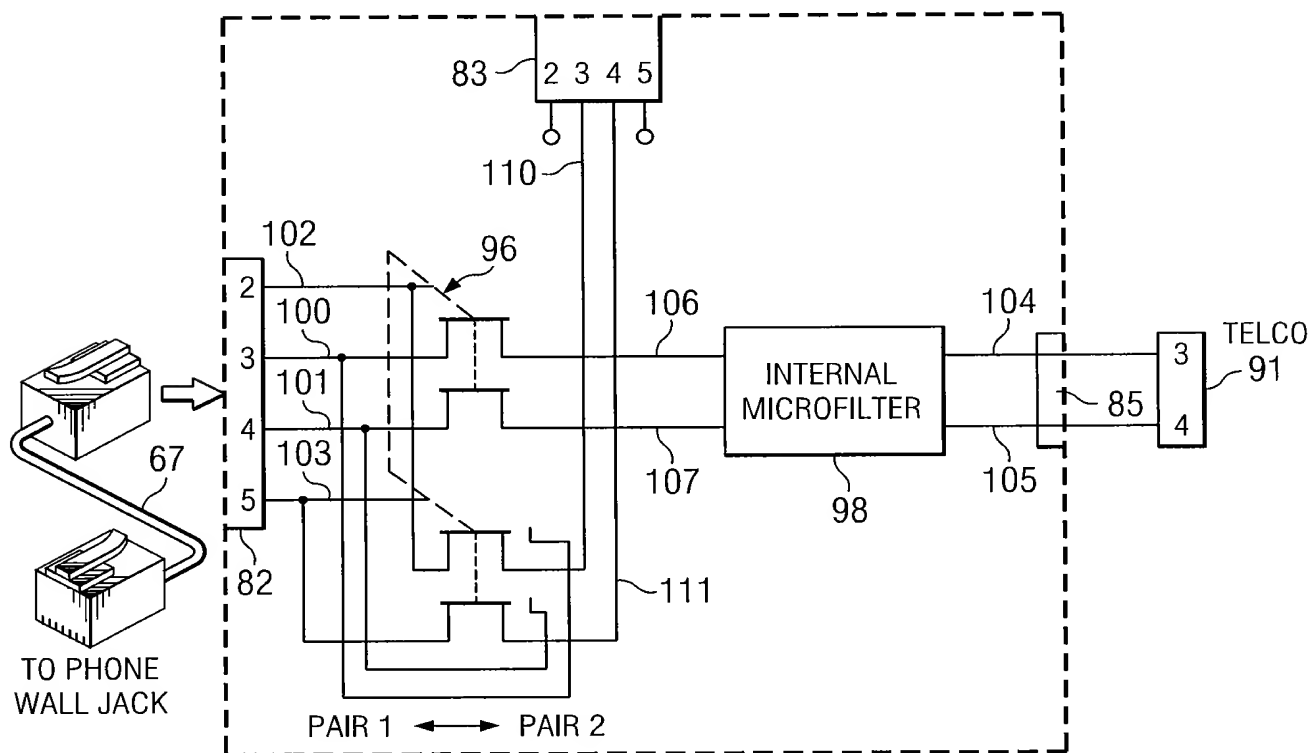 83
2 3 4 5
110
102
96
2
100
106
104
3
101
TELCO
91
3
INTERNAL
MICROFILTER
85
4
4
103
107
105
67
98
5
82
111
TO PHONE
WALL JACK
PAIR 1
PAIR 2